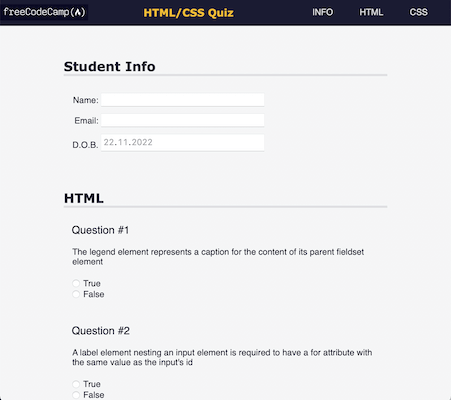 freeCodeCamp(🔥) HTML/CSS Quiz INFO HTML CSS
Student Info
Name:
Email:
D.O.B. 22.11.2022
HTML
Question #1
The legend element represents a caption for the content of its parent fieldset
element
True
False
Question #2
A label element nesting an input element is required to have a for attribute with
the same value as the input's id
True
False